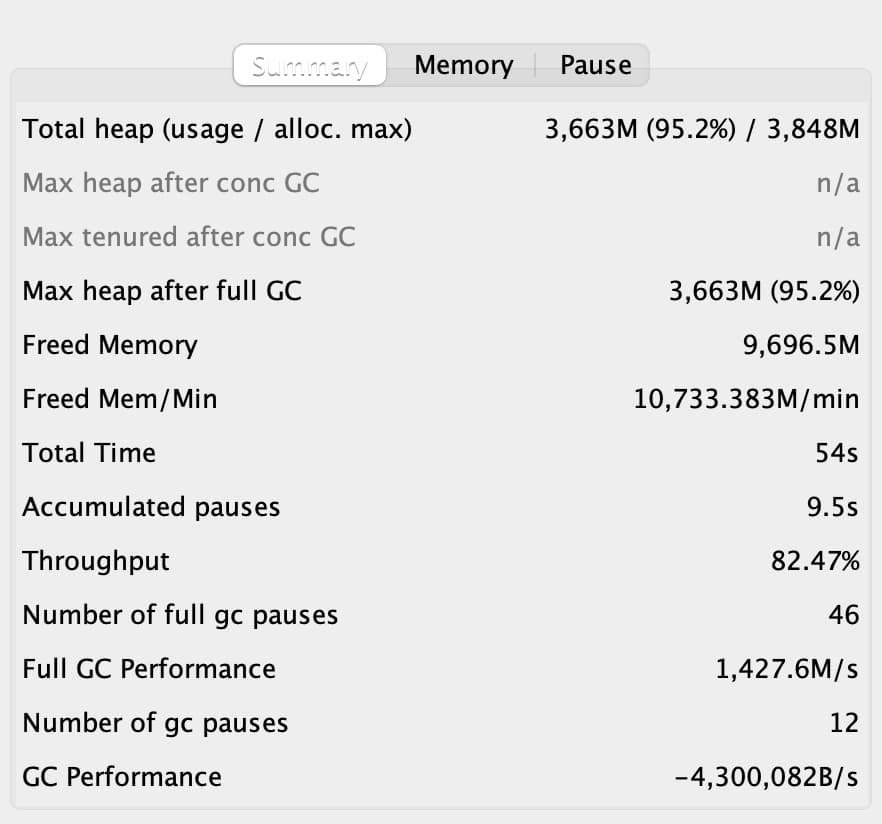 Summary Memory Pause
Total heap (usage / alloc. max) 3,663M (95.2%) / 3,848M
Max heap after conc GC n/a
Max tenured after conc GC n/a
Max heap after full GC 3,663M (95.2%)
Freed Memory 9,696.5M
Freed Mem/Min 10,733.383M/min
Total Time 54s
Accumulated pauses 9.5s
Throughput 82.47%
Number of full gc pauses 46
Full GC Performance 1,427.6M/s
Number of gc pauses 12
GC Performance -4,300,082B/s